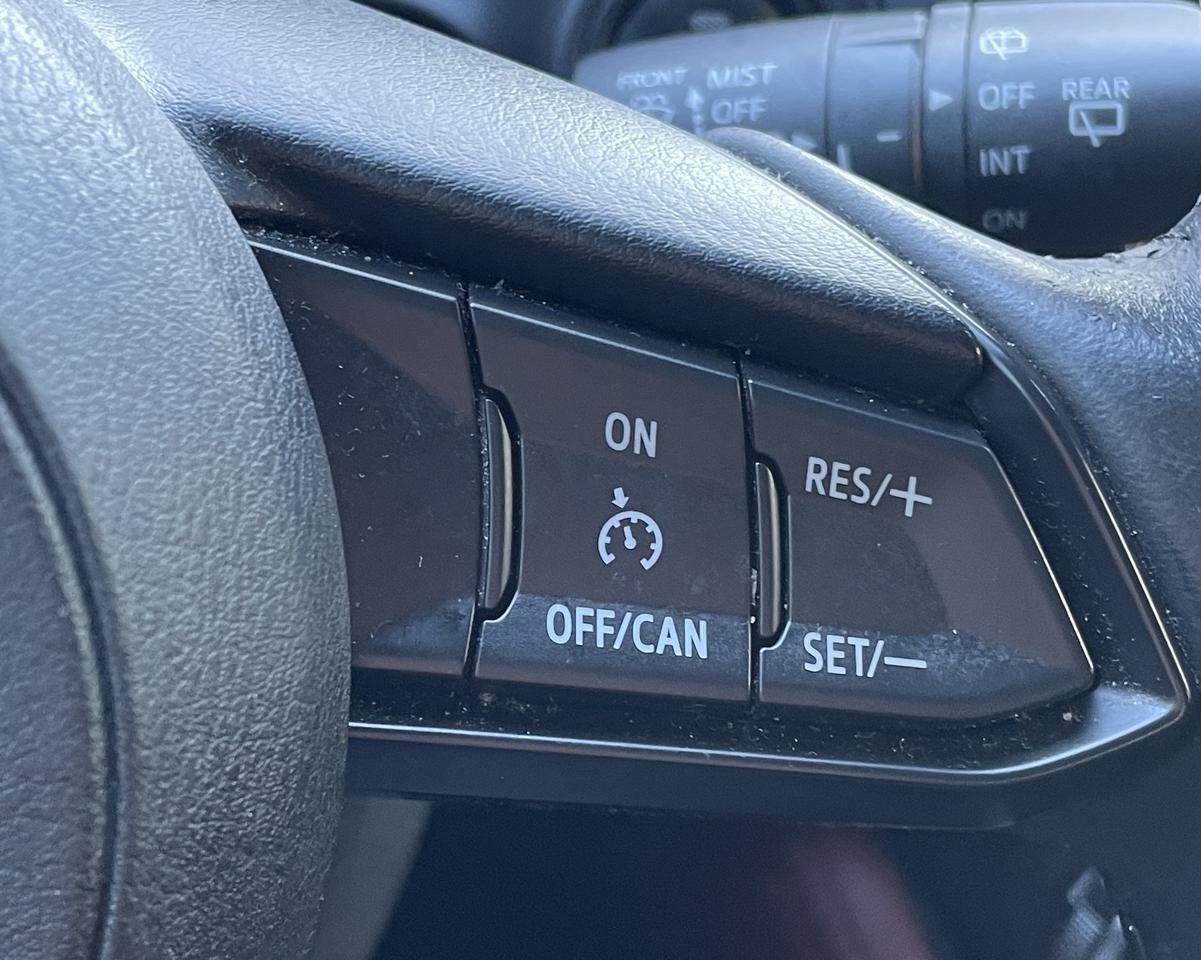 FRONT
MIST
OFF
OFF
REAR
INT
ON
ON
OFF/CAN
RES/+
SET/−